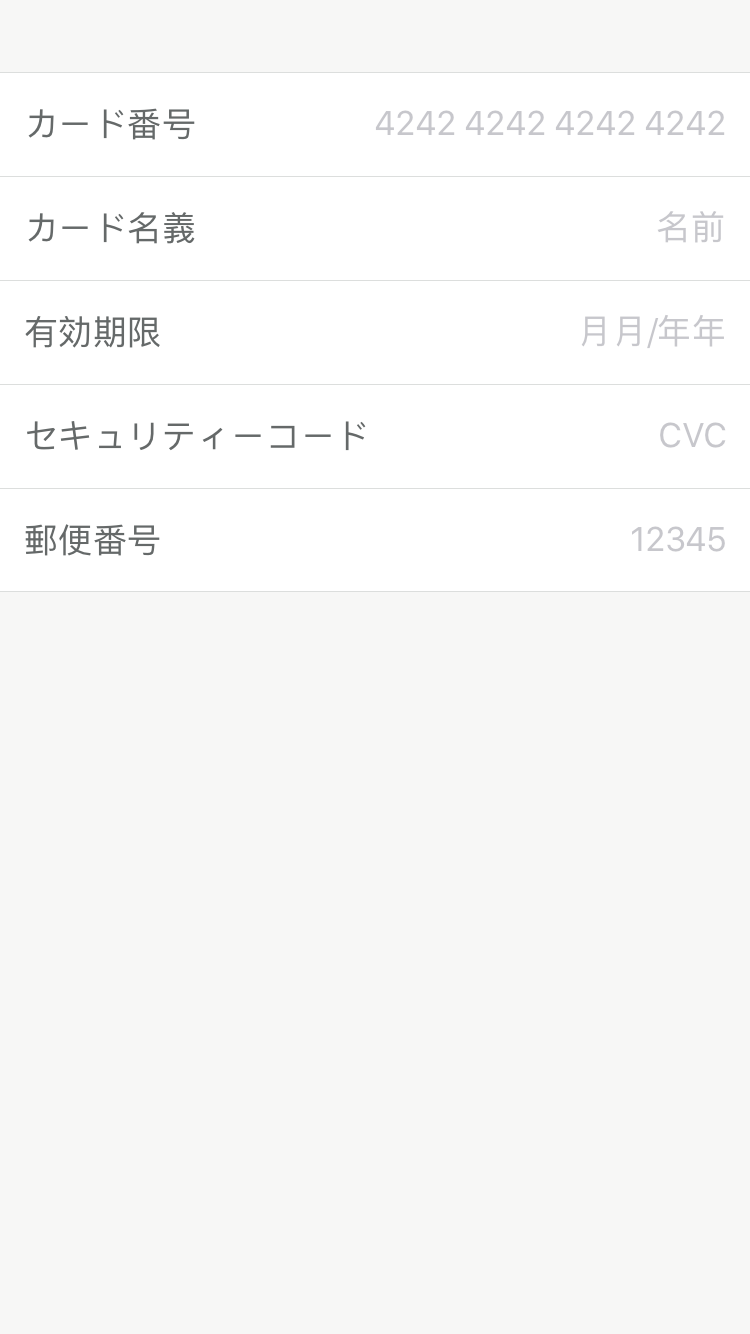 カード番号 4242 4242 4242 4242
カード名義 名前
有効期限 月月/年年
セキュリティーコード CVC
郵便番号 12345